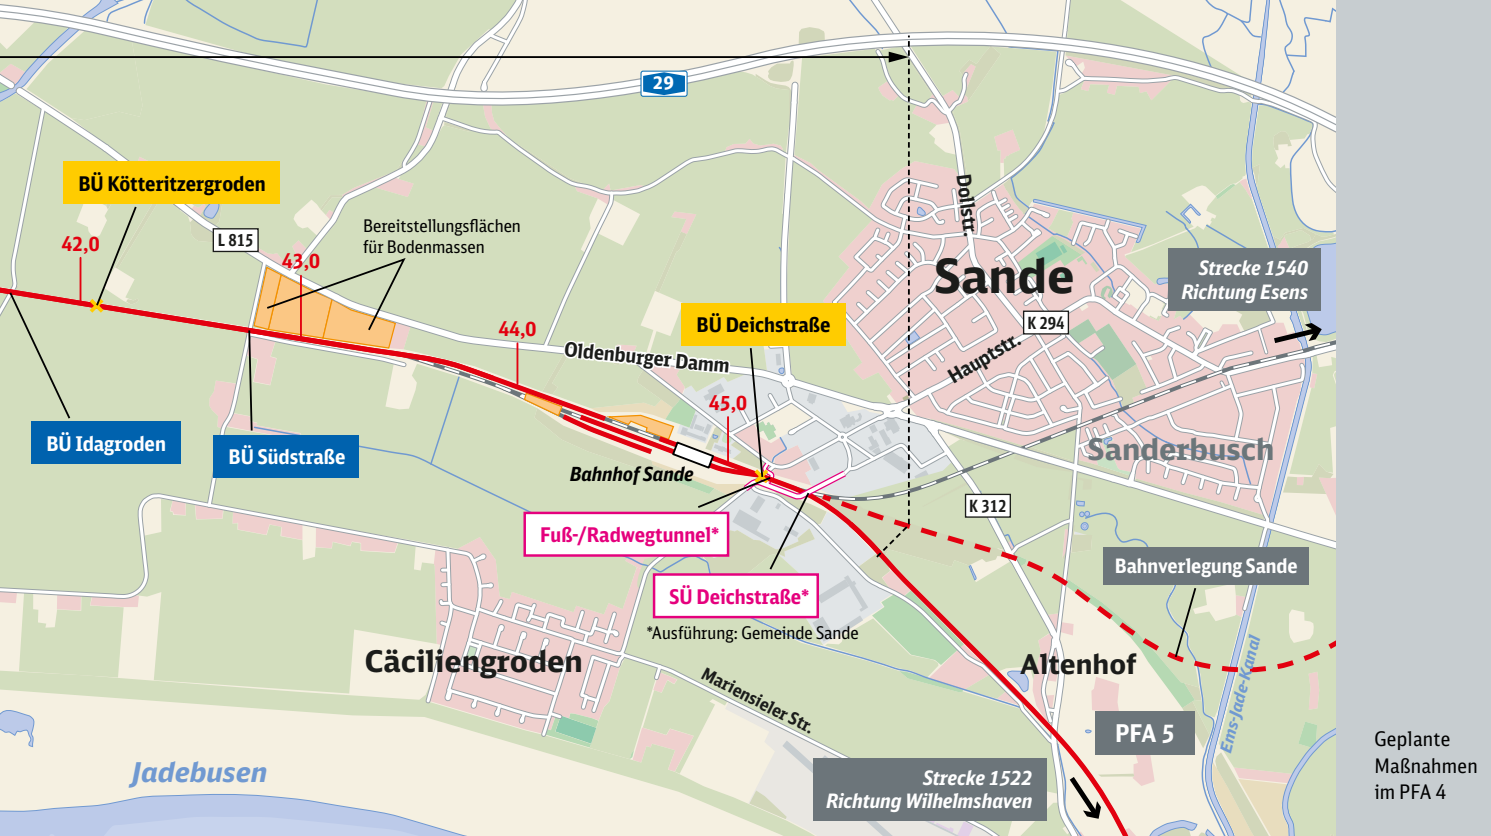 29
BÜ Kötteritzergroden
42,0
L 815
Bereitstellungsflächen
für Bodenmassen
43,0
Dollstr.
Sande
Strecke 1540
Richtung Esens
K 294
BÜ Deichstraße
44,0
Oldenburger Damm
Hauptstr.
45,0
BÜ Idagroden
BÜ Südstraße
Bahnhof Sande
Sanderbusch
K 312
Fuß-/Radwegtunnel*
Bahnverlegung Sande
SÜ Deichstraße*
*Ausführung: Gemeinde Sande
Cäciliengroden
Altenhof
Mariensieler Str.
Ems-Jade-Kanal
PFA 5
Jadebusen
Strecke 1522
Richtung Wilhelmshaven
Geplante
Maßnahmen
im PFA 4